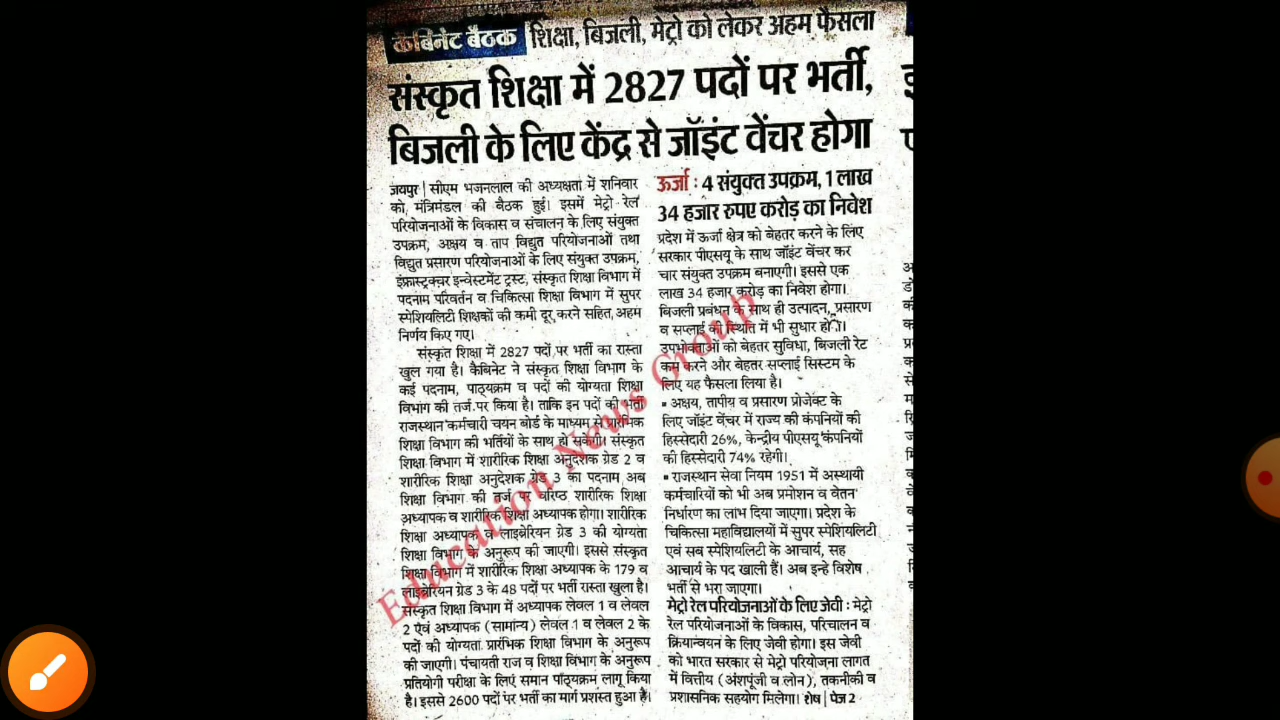 कैबिनेट बैठक शिक्षा, बिजली, मेट्रो को लेकर अहम फैसला
संस्कृत शिक्षा में 2827 पदों पर भर्ती,
बिजली के लिए केंद्र से जॉइंट वेंचर होगा
जयपुर | सीएम भजनलाल की अध्यक्षता में शनिवार
को, मंत्रिमंडल की बैठक हुई। इसमें मेट्रो रेल
परियोजनाओं के विकास व संचालन के लिए संयुक्त
उपक्रम, अक्षय व ताप विद्युत परियोजनाओं तथा
विद्युत प्रसारण परियोजनाओं के लिए संयुक्त उपक्रम,
इंफ्रास्ट्रक्चर इन्वेस्टमेंट ट्रस्ट, संस्कृत शिक्षा विभाग में
पदनाम परिवर्तन व चिकित्सा शिक्षा विभाग में सुपर
स्पेशियलिटी शिक्षकों की कमी दूर करने सहित अहम
निर्णय किए गए।
संस्कृत शिक्षा में 2827 पदों पर भर्ती का रास्ता
खुल गया है। कैबिनेट ने संस्कृत शिक्षा विभाग के
कई पदनाम, पाठ्यक्रम व पदों की योग्यता शिक्षा
विभाग की तर्ज पर किया है। ताकि इन पदों की भर्ती
राजस्थान कर्मचारी चयन बोर्ड के माध्यम से प्रारंभिक
शिक्षा विभाग की भर्तियों के साथ हो सकेगी। संस्कृत
शिक्षा विभाग में शारीरिक शिक्षा अनुदेशक ग्रेड 2 व
शारीरिक शिक्षा अनुदेशक ग्रेड 3 का पदनाम अब
शिक्षा विभाग की तर्ज पर वरिष्ठ शारीरिक शिक्षा
अध्यापक व शारीरिक शिक्षा अध्यापक होगा। शारीरिक
शिक्षा अध्यापक व लाइब्रेरियन ग्रेड 3 की योग्यता
शिक्षा विभाग के अनुरूप की जाएगी। इससे संस्कृत
शिक्षा विभाग में शारीरिक शिक्षा अध्यापक के 179 व
लाइब्रेरियन ग्रेड 3 के 48 पदों पर भर्ती रास्ता खुला है।
संस्कृत शिक्षा विभाग में अध्यापक लेवल 1 व लेवल
2 एवं अध्यापक (सामान्य) लेवल 1 व लेवल 2 के
पदों की योग्यता प्रारंभिक शिक्षा विभाग के अनुरूप
की जाएगी। पंचायती राज व शिक्षा विभाग के अनुरूप
प्रतियोगी परीक्षा के लिए समान पाठ्यक्रम लागू किया
है। इससे 2600 पदों पर भर्ती का मार्ग प्रशस्त हुआ है।
ऊर्जा : 4 संयुक्त उपक्रम, 1 लाख
34 हजार रुपए करोड़ का निवेश
प्रदेश में ऊर्जा क्षेत्र को बेहतर करने के लिए
सरकार पीएसयू के साथ जॉइंट वेंचर कर
चार संयुक्त उपक्रम बनाएगी। इससे एक
लाख 34 हजार करोड़ का निवेश होगा।
बिजली प्रबंधन के साथ ही उत्पादन, प्रसारण
व सप्लाई की स्थिति में भी सुधार होगा।
उपभोक्ताओं को बेहतर सुविधा, बिजली रेट
कम करने और बेहतर सप्लाई सिस्टम के
लिए यह फैसला लिया है।
▪ अक्षय, तापीय व प्रसारण प्रोजेक्ट के
लिए जॉइंट वेंचर में राज्य की कंपनियों की
हिस्सेदारी 26%, केन्द्रीय पीएसयू कंपनियों
की हिस्सेदारी 74% रहेगी।
▪ राजस्थान सेवा नियम 1951 में अस्थायी
कर्मचारियों को भी अब प्रमोशन व वेतन
निर्धारण का लाभ दिया जाएगा। प्रदेश के
चिकित्सा महाविद्यालयों में सुपर स्पेशियलिटी
एवं सब स्पेशियलिटी के आचार्य, सह
आचार्य के पद खाली हैं। अब इन्हें विशेष
भर्ती से भरा जाएगा।
मेट्रो रेल परियोजनाओं के लिए जेवी : मेट्रो
रेल परियोजनाओं के विकास, परिचालन व
क्रियान्वयन के लिए जेवी होगा। इस जेवी
को भारत सरकार से मेट्रो परियोजना लागत
में वित्तीय (अंशपूंजी व लोन), तकनीकी व
प्रशासनिक सहयोग मिलेगा। शेष | पेज 2
Education News Group